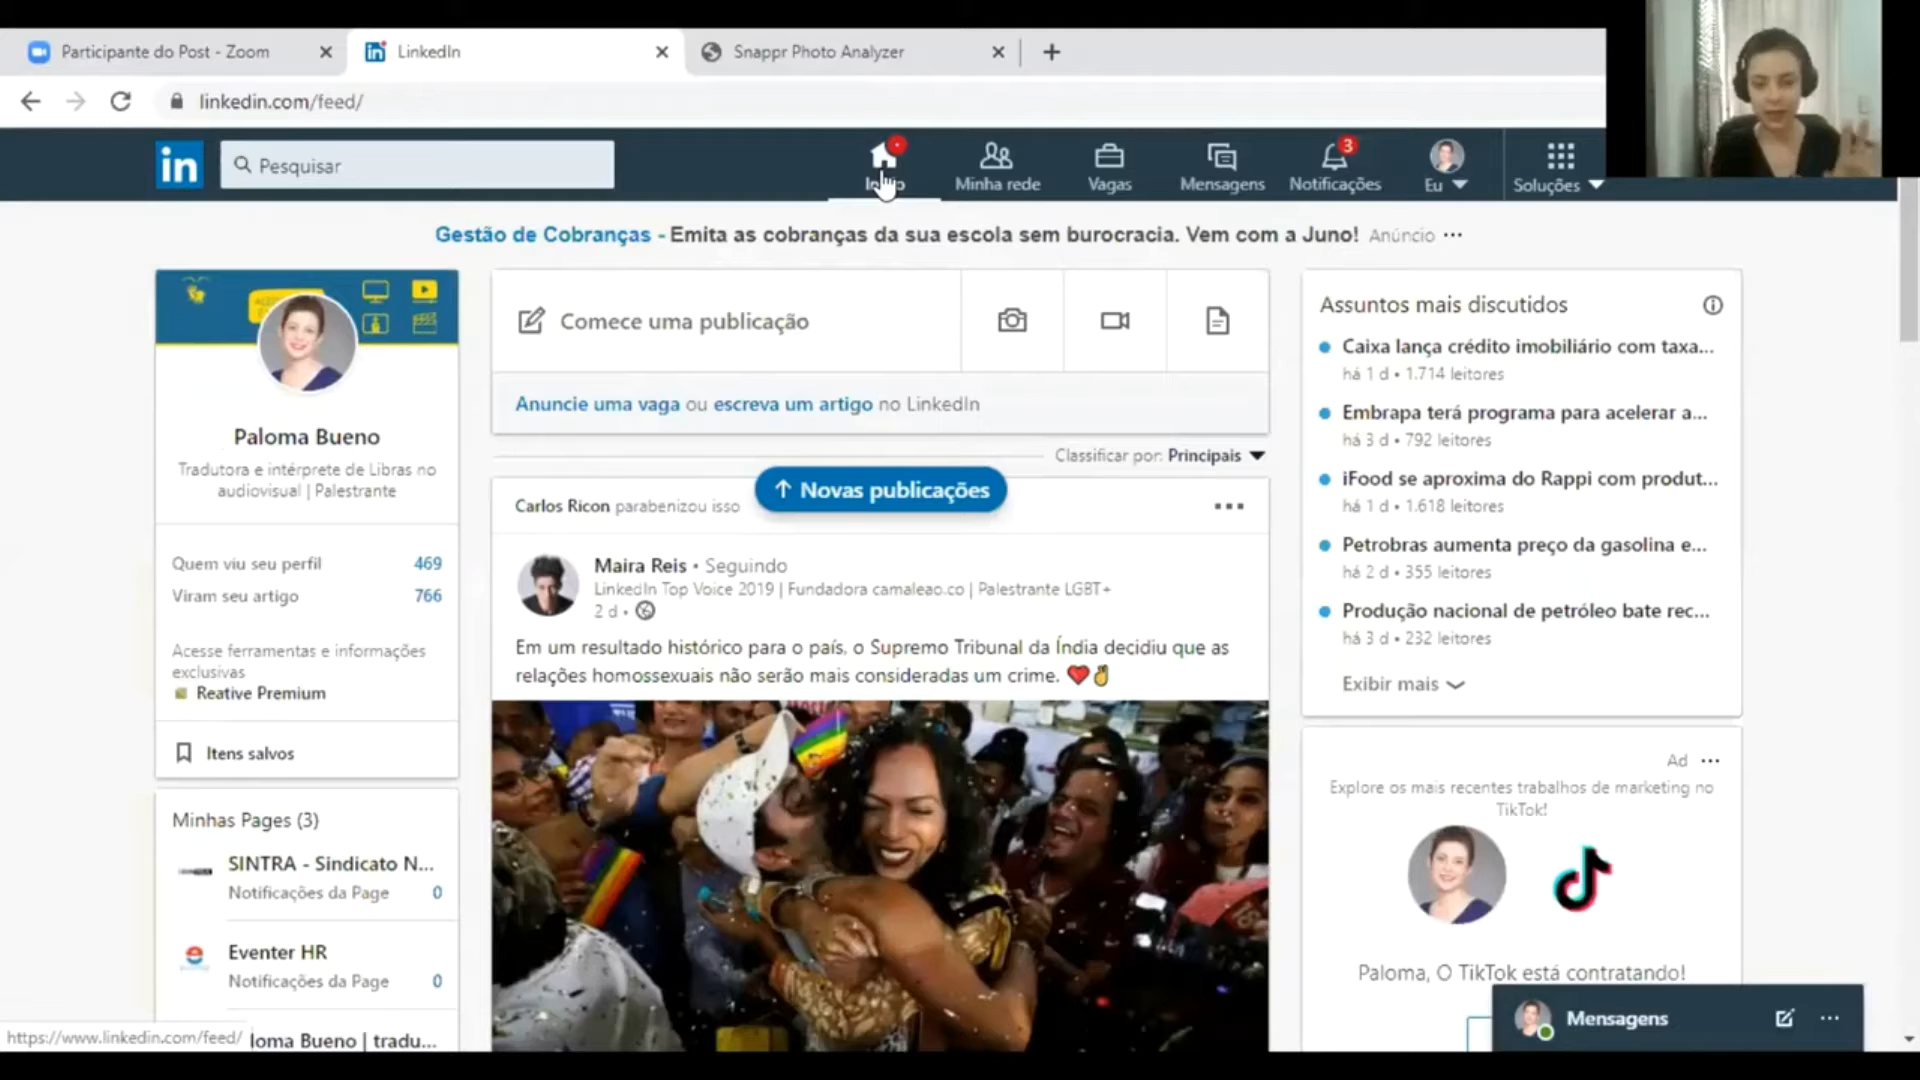 Participante do Post - Zoom
LinkedIn
Snappr Photo Analyzer
linkedin.com/feed/
in
Pesquisar
Minha rede
Vagas
Mensagens
3
Notificações
Eu
Soluções
Gestão de Cobranças - Emita as cobranças da sua escola sem burocracia. Vem com a Juno! Anúncio
Paloma Bueno
Tradutora e intérprete de Libras no
audiovisual | Palestrante
Quem viu seu perfil 469
Viram seu artigo 766
Acesse ferramentas e informações
exclusivas
Reative Premium
Itens salvos
Minhas Pages (3)
SINTRA - Sindicato N...
Notificações da Page 0
Eventer HR
Notificações da Page 0
loma Bueno | tradu...
https://www.linkedin.com/feed/
Comece uma publicação
Anuncie uma vaga ou escreva um artigo no LinkedIn
Classificar por: Principais
Novas publicações
Carlos Ricon parabenizou isso
Maira Reis • Seguindo
LinkedIn Top Voice 2019 | Fundadora camaleao.co | Palestrante LGBT+
2 d •
Em um resultado histórico para o país, o Supremo Tribunal da Índia decidiu que as
relações homossexuais não serão mais consideradas um crime.
Assuntos mais discutidos
Caixa lança crédito imobiliário com taxa...
há 1 d • 1.714 leitores
Embrapa terá programa para acelerar a...
há 3 d • 792 leitores
iFood se aproxima do Rappi com produt...
há 1 d • 1.618 leitores
Petrobras aumenta preço da gasolina e...
há 2 d • 355 leitores
Produção nacional de petróleo bate rec...
há 3 d • 232 leitores
Exibir mais
Ad
Explore os mais recentes trabalhos de marketing no
TikTok!
Paloma, O TikTok está contratando!
Mensagens